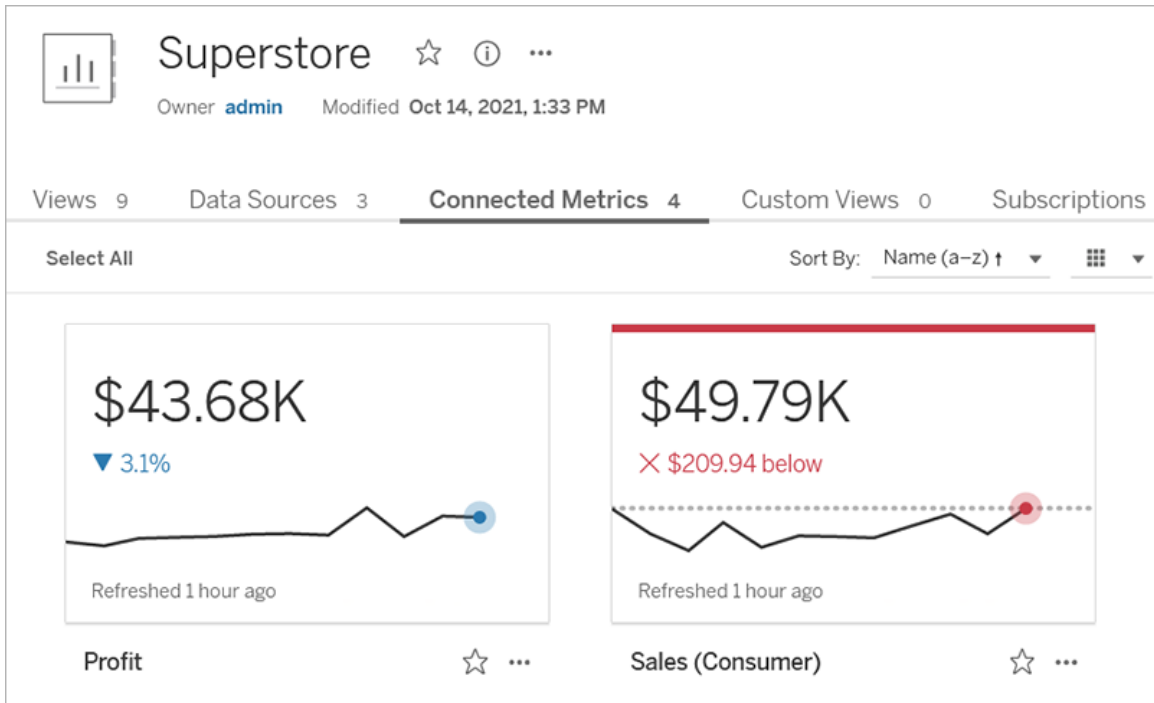 Superstore
Owner admin Modified Oct 14, 2021, 1:33 PM
Views 9 Data Sources 3 Connected Metrics 4 Custom Views 0 Subscriptions
Select All Sort By: Name (a–z) ↑
$43.68K $49.79K
▼ 3.1% × $209.94 below
Refreshed 1 hour ago Refreshed 1 hour ago
Profit Sales (Consumer)